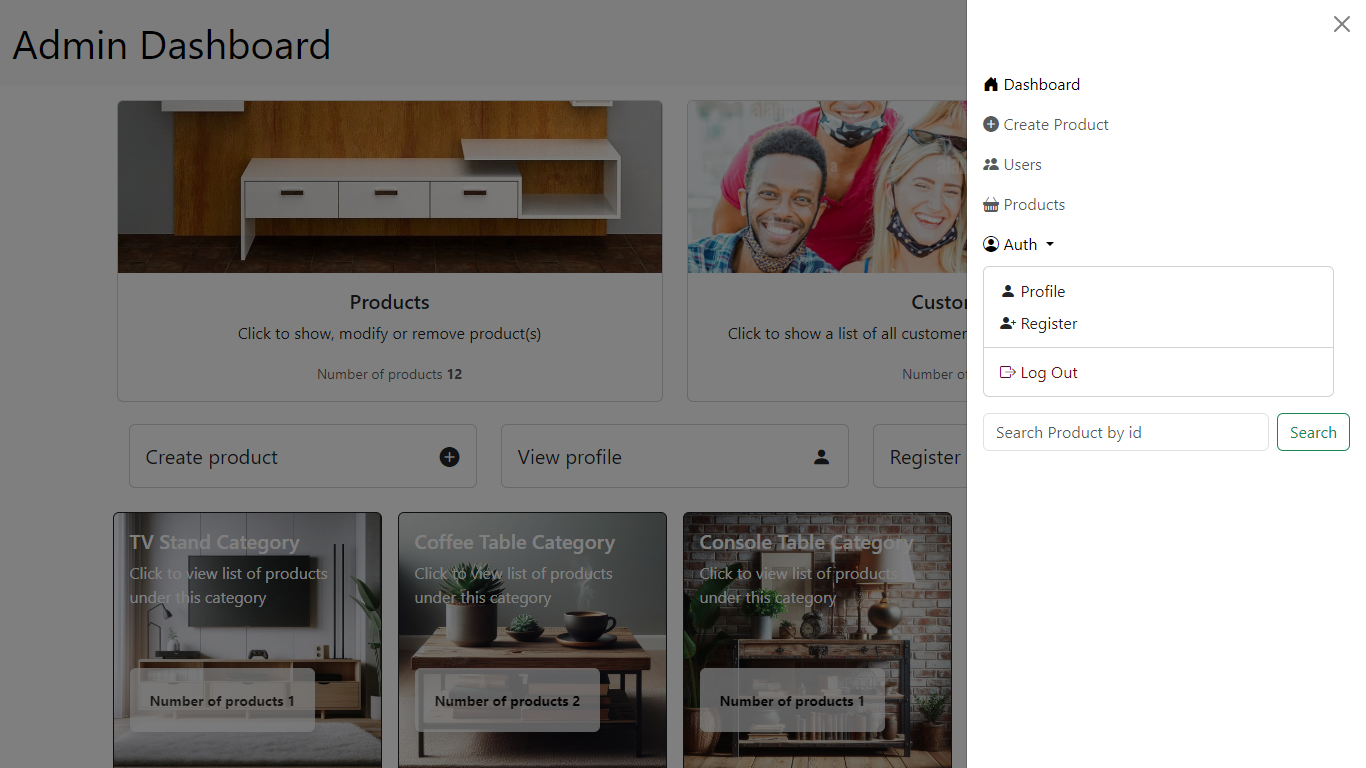 Admin Dashboard
Products
Click to show, modify or remove product(s)
Number of products 12
Click to show a list of all customer
Number of
Create product
View profile
Register
TV Stand Category
Click to view list of products
under this category
Number of products 1
Coffee Table Category
Click to view list of products
under this category
Number of products 2
Console Table Category
Click to view list of products
under this category
Number of products 1
Dashboard
Create Product
Users
Products
Auth
Profile
Register
Log Out
Search Product by id
Search